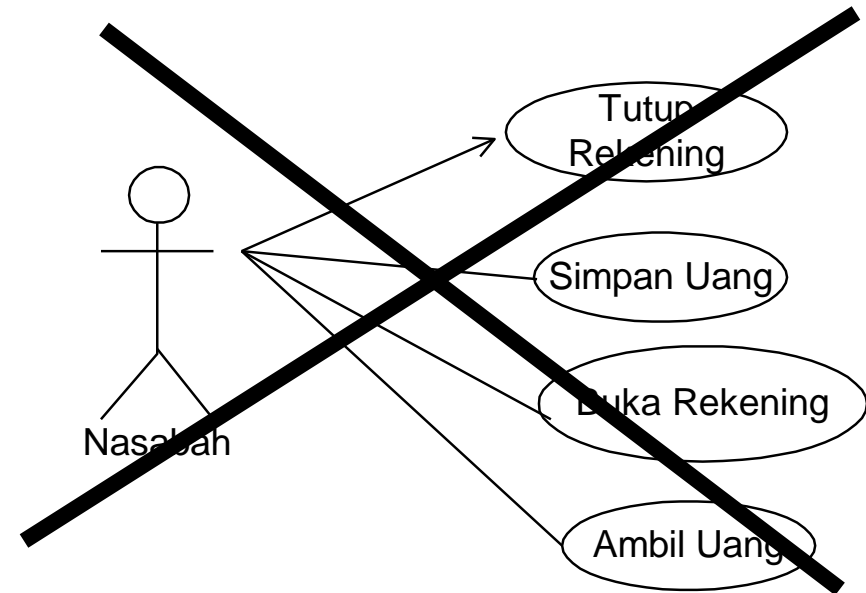 Tutup
Rekening
Simpan Uang
Buka Rekening
Nasabah
Ambil Uang